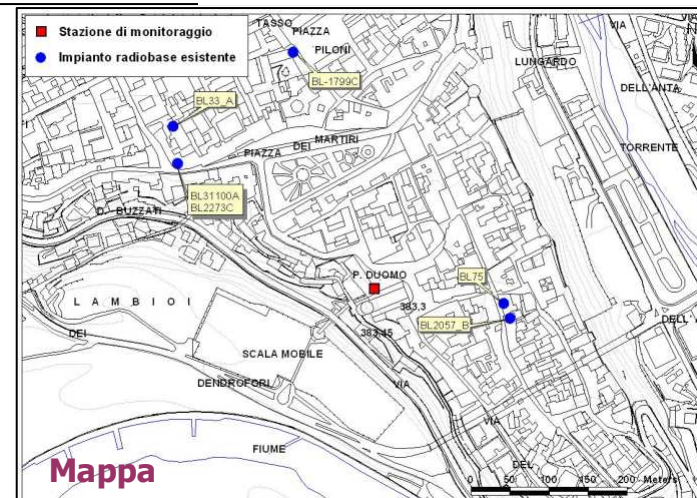 Stazione di monitoraggio
Impianto radiobase esistente
TASSO
PIAZZA
PILONI
VIA
LUNGARDO
DELL'ANTA
BL-1799C
BL33_A
TORRENTE
PIAZZA
DEI
MARTIRI
BL31100A
BL2273C
D. BUZZATI
P. DUOMO
BL75
383,3
LAMBIOI
BL2057_B
DELL'A
383,45
DEI
SCALA MOBILE
DENDROFORI
VIA
VIA
FIUME
DEL
Mappa
0 50 100 150 200 Meters